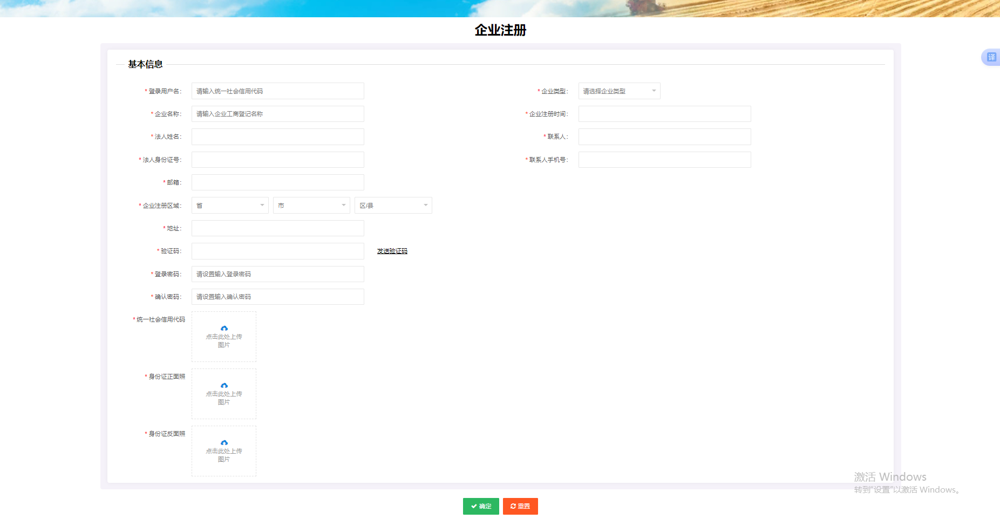 企业注册
译
基本信息
* 登录用户名： 请输入统一社会信用代码 * 企业类型： 请选择企业类型
* 企业名称： 请输入企业工商登记名称 * 企业注册时间：
* 法人姓名： * 联系人：
* 法人身份证号： * 联系人手机号：
* 邮箱：
* 企业注册区域： 省 市 区/县
* 地址：
* 验证码： 发送验证码
* 登录密码： 请设置输入登录密码
* 确认密码： 请设置输入确认密码
* 统一社会信用代码
点击此处上传
图片
* 身份证正面照
点击此处上传
图片
* 身份证反面照
点击此处上传
图片
激活 Windows
转到"设置"以激活 Windows。
确定 重置